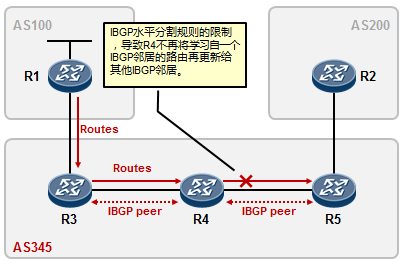 AS100
IBGP水平分割规则的限制
，导致R4不再将学习自一个
IBGP邻居的路由再更新给
其他IBGP邻居。
AS200
R1
R2
Routes
Routes
R3
IBGP peer
R4
IBGP peer
R5
AS345